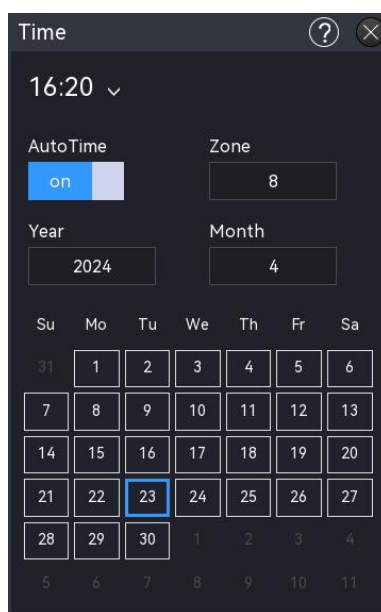 Time ?
16:20
AutoTime Zone
on 8
Year Month
2024 4
Su Mo Tu We Th Fr Sa
31 1 2 3 4 5 6
7 8 9 10 11 12 13
14 15 16 17 18 19 20
21 22 23 24 25 26 27
28 29 30 1 2 3 4
5 6 7 8 9 10 11